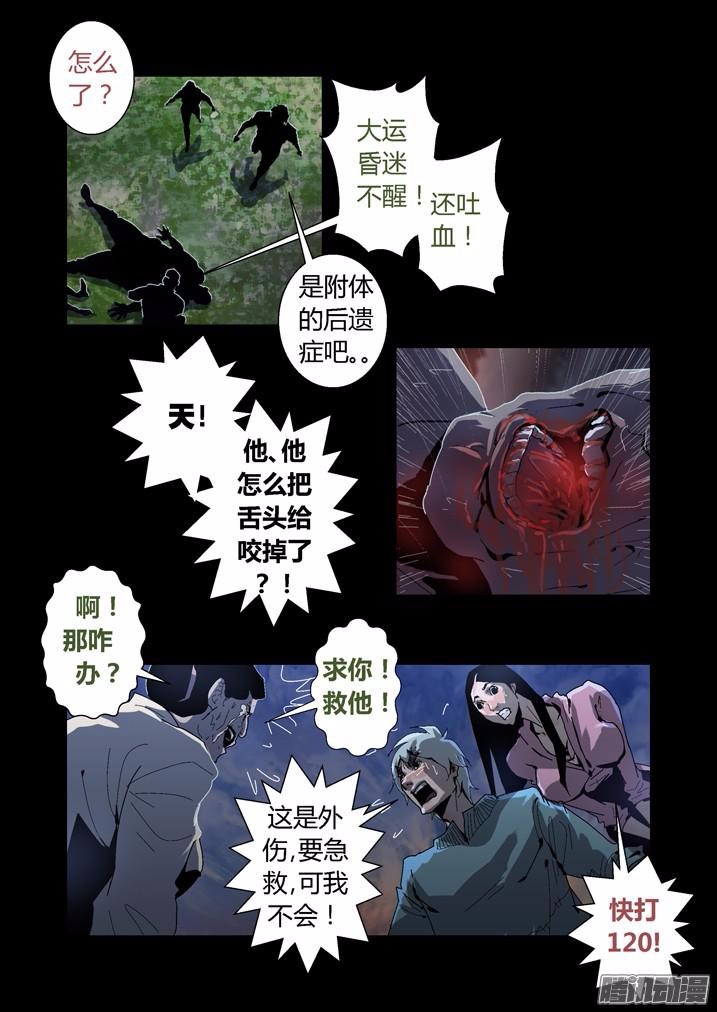 怎么
了？
大运
昏迷
不醒！
还吐
血！
是附体
的后遗
症吧。。
天！
他、他
怎么把
舌头给
咬掉了
？！
啊！
那咋
办？
求你！
救他！
这是外
伤，要急
救，可我
不会！
快打
120！
腾讯动漫